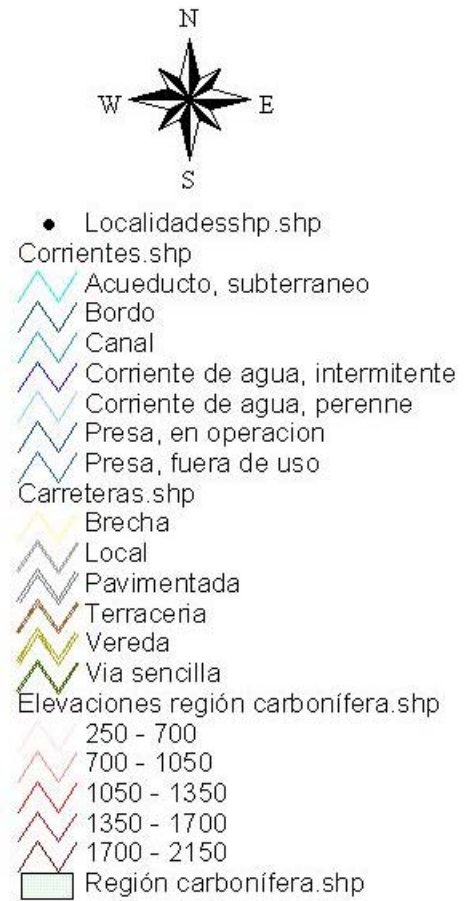 N
W E
S
Localidadesshp.shp
Corrientes.shp
Acueducto, subterraneo
Bordo
Canal
Corriente de agua, intermitente
Corriente de agua, perenne
Presa, en operacion
Presa, fuera de uso
Carreteras.shp
Brecha
Local
Pavimentada
Terraceria
Vereda
Via sencilla
Elevaciones región carbonífera.shp
250 - 700
700 - 1050
1050 - 1350
1350 - 1700
1700 - 2150
Región carbonífera.shp